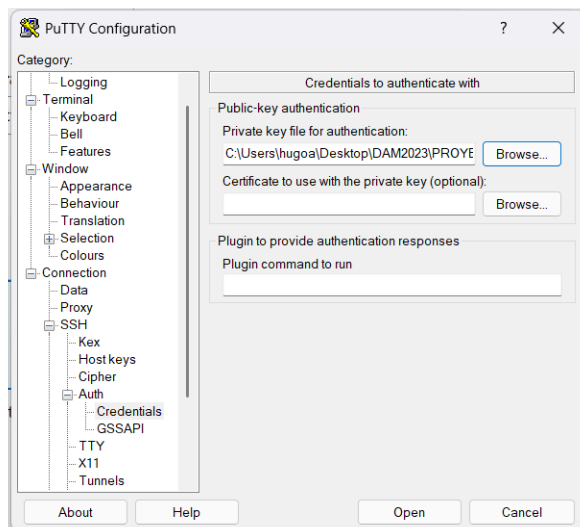 PuTTY Configuration
?
Category:
Logging
Terminal
Keyboard
Bell
Features
Window
Appearance
Behaviour
Translation
Selection
Colours
Connection
Data
Proxy
SSH
Kex
Host keys
Cipher
Auth
Credentials
GSSAPI
TTY
X11
Tunnels
Credentials to authenticate with
Public-key authentication
Private key file for authentication:
C:\Users\hugoa\Desktop\DAM2023\PROYE Browse...
Certificate to use with the private key (optional):
Browse...
Plugin to provide authentication responses
Plugin command to run
About Help Open Cancel